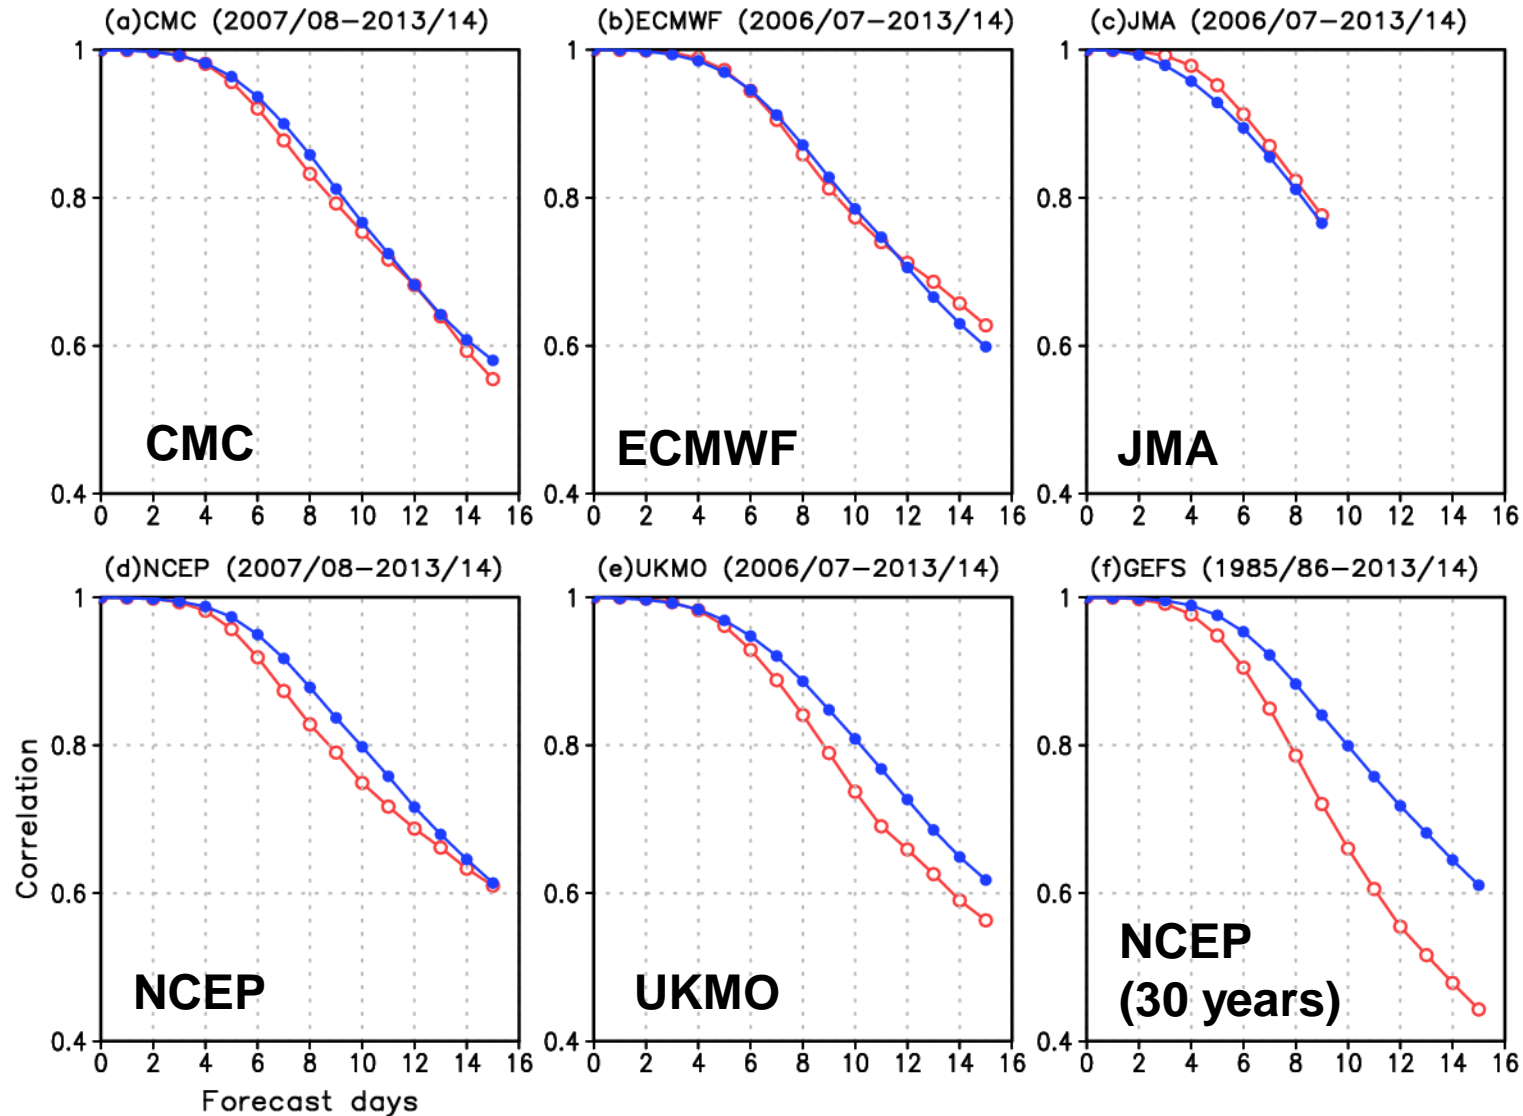 (a)CMC (2007/08−2013/14)
1
0.8
0.6
0.4
CMC
0 2 4 6 8 10 12 14 16
(b)ECMWF (2006/07−2013/14)
1
0.8
0.6
0.4
ECMWF
0 2 4 6 8 10 12 14 16
(c)JMA (2006/07−2013/14)
1
0.8
0.6
0.4
JMA
0 2 4 6 8 10 12 14 16
(d)NCEP (2007/08−2013/14)
1
0.8
0.6
0.4
Correlation
NCEP
0 2 4 6 8 10 12 14 16
Forecast days
(e)UKMO (2006/07−2013/14)
1
0.8
0.6
0.4
UKMO
0 2 4 6 8 10 12 14 16
(f)GEFS (1985/86−2013/14)
1
0.8
0.6
0.4
NCEP
(30 years)
0 2 4 6 8 10 12 14 16